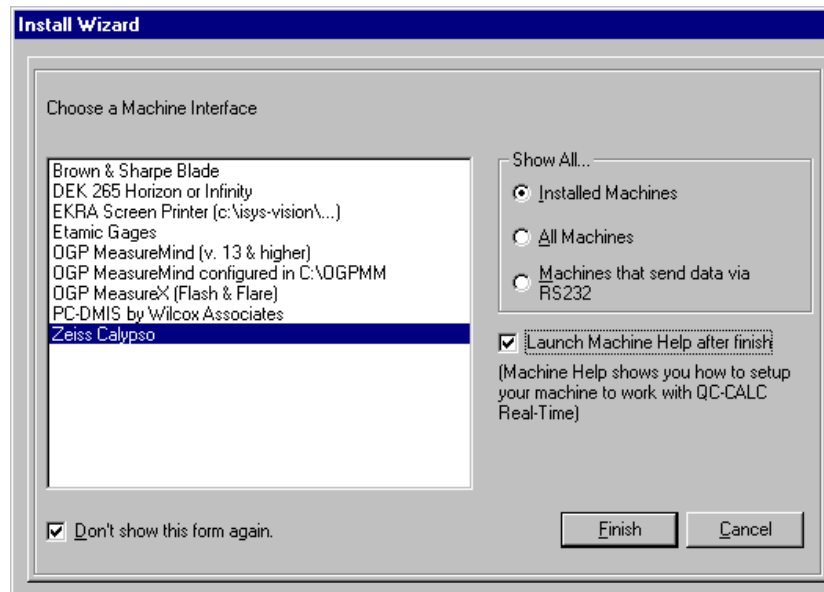 Install Wizard
Choose a Machine Interface
Brown & Sharpe Blade
DEK 265 Horizon or Infinity
EKRA Screen Printer (c:\isys-vision\...)
Etamic Gages
OGP MeasureMind (v. 13 & higher)
OGP MeasureMind configured in C:\OGPMM
OGP MeasureX (Flash & Flare)
PC-DMIS by Wilcox Associates
Zeiss Calypso
Show All...
Installed Machines
All Machines
Machines that send data via
RS232
Launch Machine Help after finish
(Machine Help shows you how to setup
your machine to work with QC-CALC
Real-Time)
Don't show this form again.
Finish
Cancel